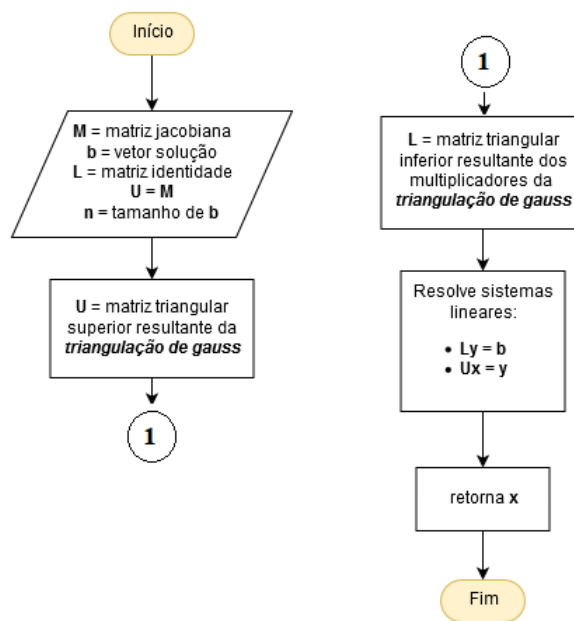 Início
M = matriz jacobiana
b = vetor solução
L = matriz identidade
U = M
n = tamanho de b
U = matriz triangular
superior resultante da
triangulação de gauss
1
1
L = matriz triangular
inferior resultante dos
multiplicadores da
triangulação de gauss
Resolve sistemas
lineares:
• Ly = b
• Ux = y
retorna x
Fim